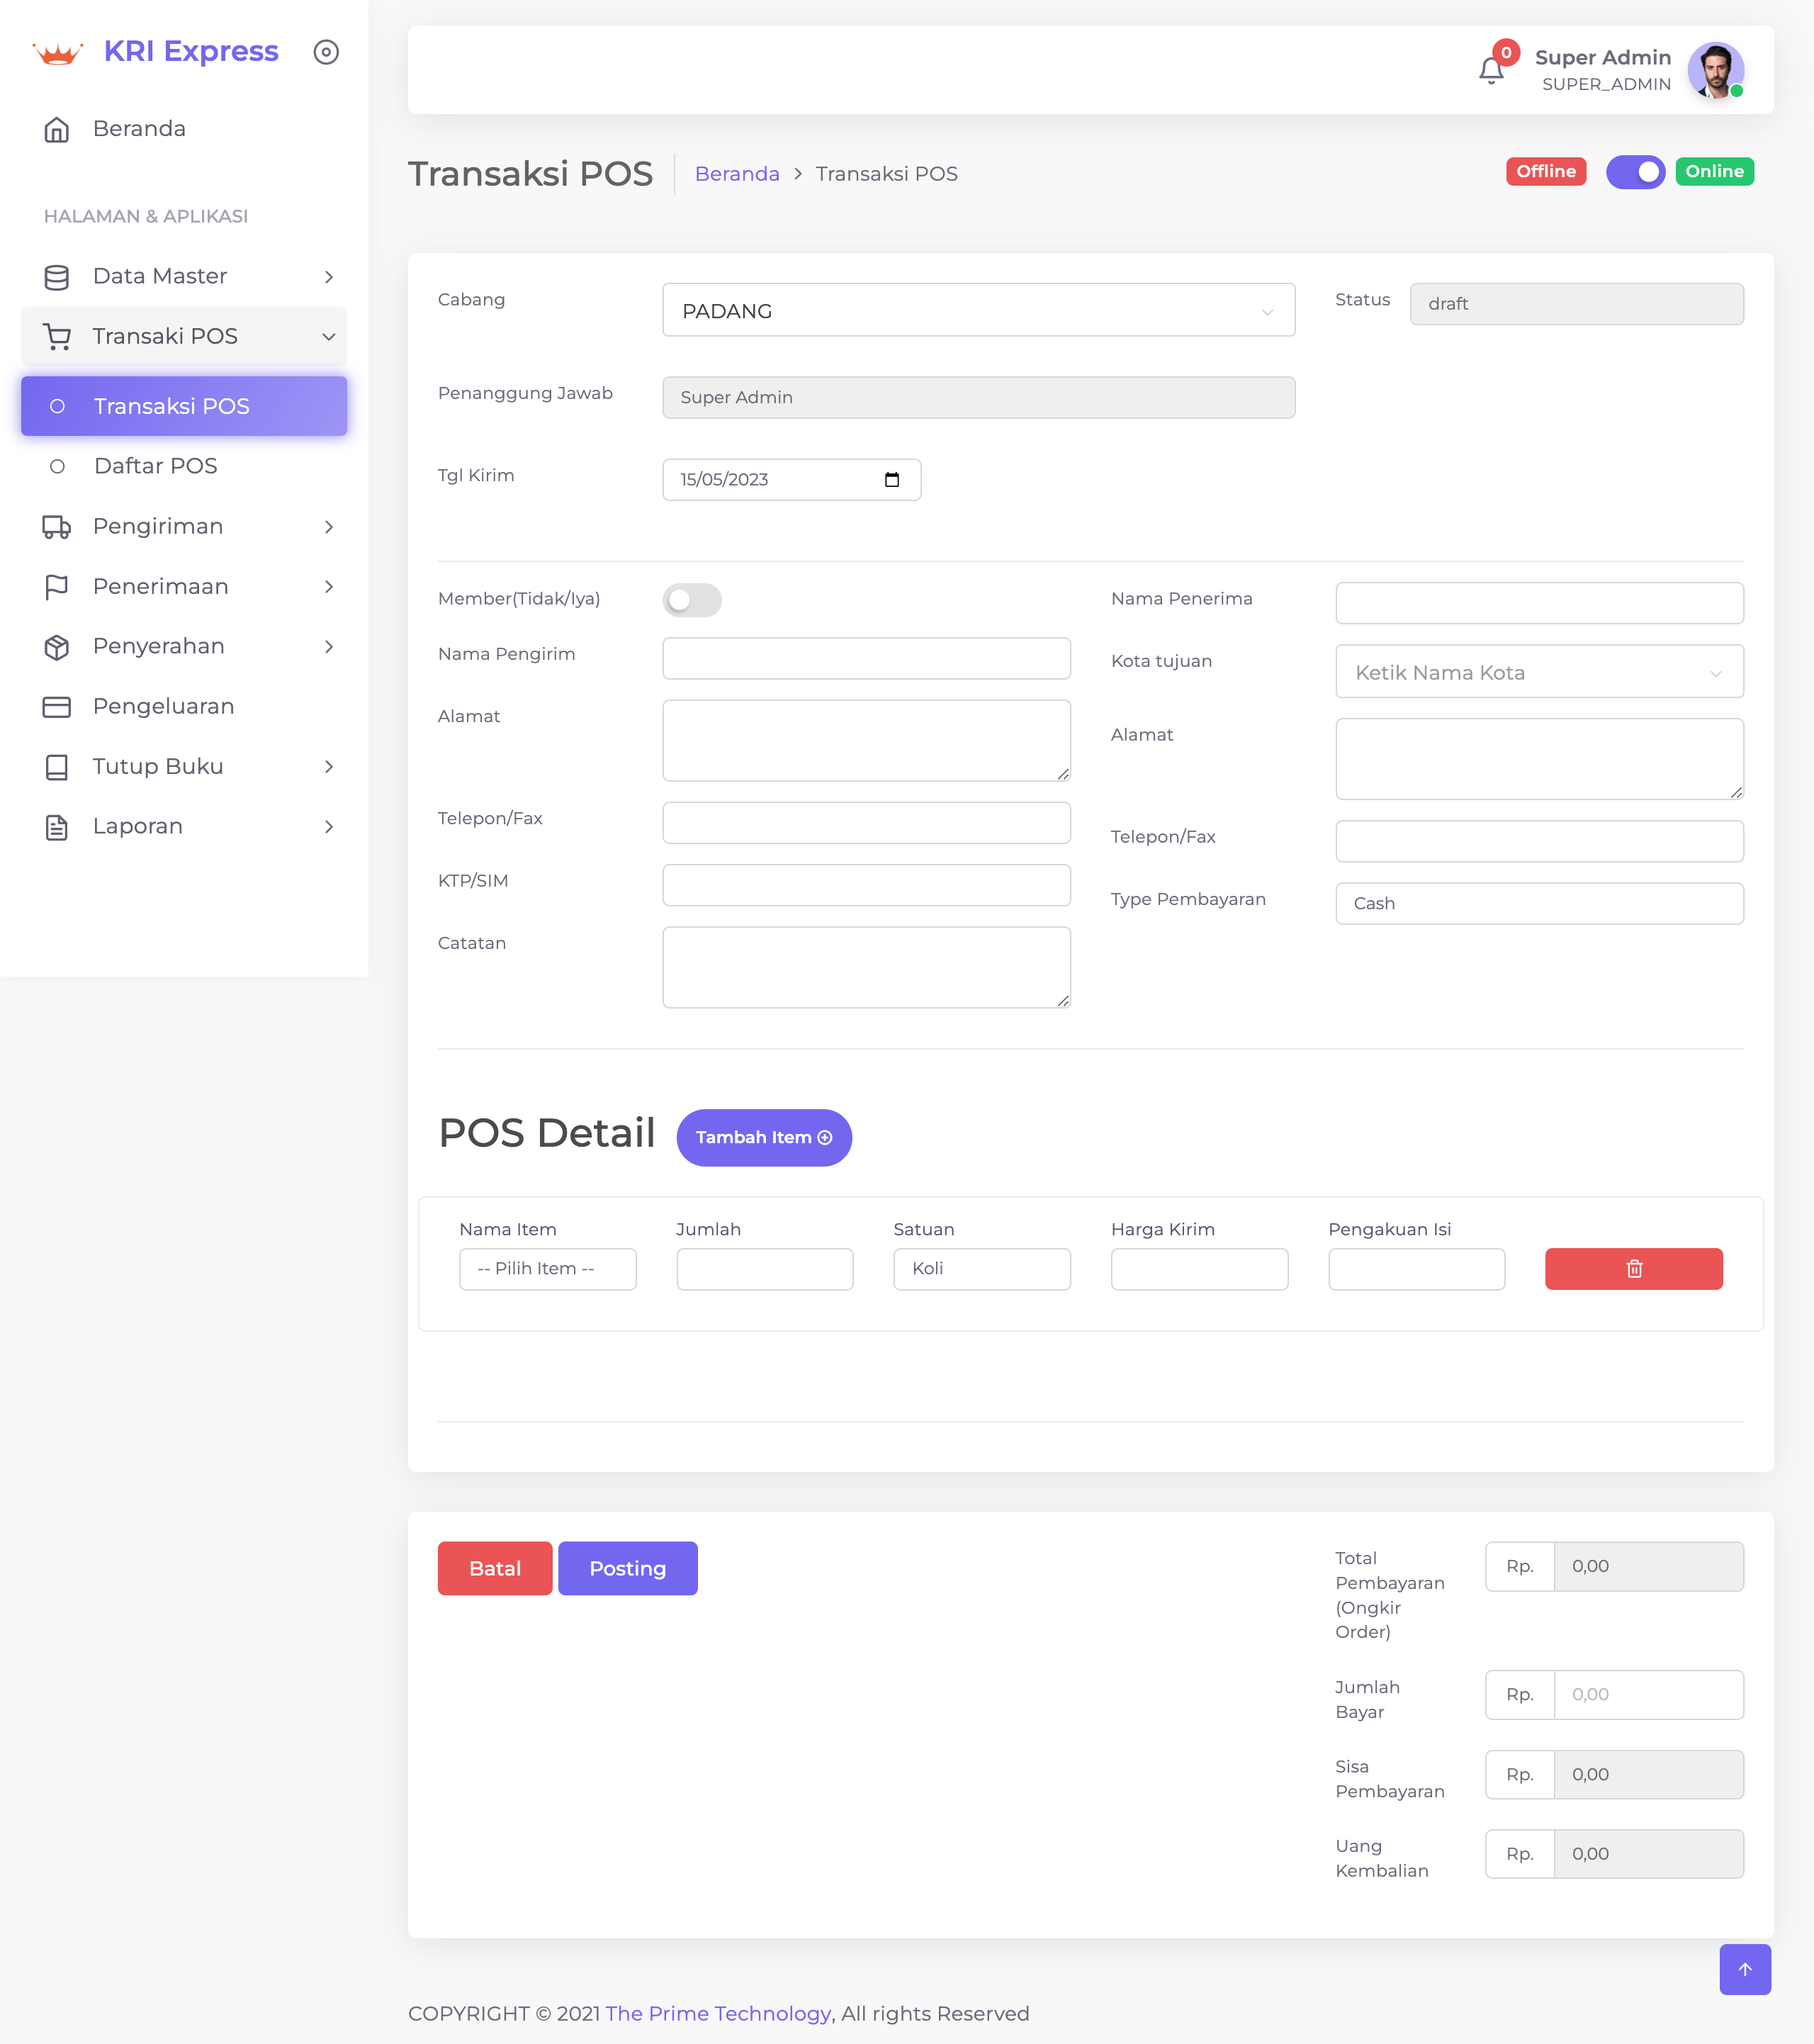 KRI Express
Beranda
HALAMAN & APLIKASI
Data Master
Transaki POS
Transaksi POS
Daftar POS
Pengiriman
Penerimaan
Penyerahan
Pengeluaran
Tutup Buku
Laporan
0
Super Admin
SUPER_ADMIN
Transaksi POS
Beranda > Transaksi POS
Offline
Online
Cabang
PADANG
Status
draft
Penanggung Jawab
Super Admin
Tgl Kirim
15/05/2023
Member(Tidak/Iya)
Nama Pengirim
Alamat
Telepon/Fax
KTP/SIM
Catatan
Nama Penerima
Kota tujuan
Ketik Nama Kota
Alamat
Telepon/Fax
Type Pembayaran
Cash
POS Detail
Tambah Item
Nama Item
-- Pilih Item --
Jumlah
Satuan
Koli
Harga Kirim
Pengakuan Isi
Batal
Posting
Total
Pembayaran
(Ongkir
Order)
Rp.
0,00
Jumlah
Bayar
Rp.
0,00
Sisa
Pembayaran
Rp.
0,00
Uang
Kembalian
Rp.
0,00
COPYRIGHT © 2021 The Prime Technology, All rights Reserved